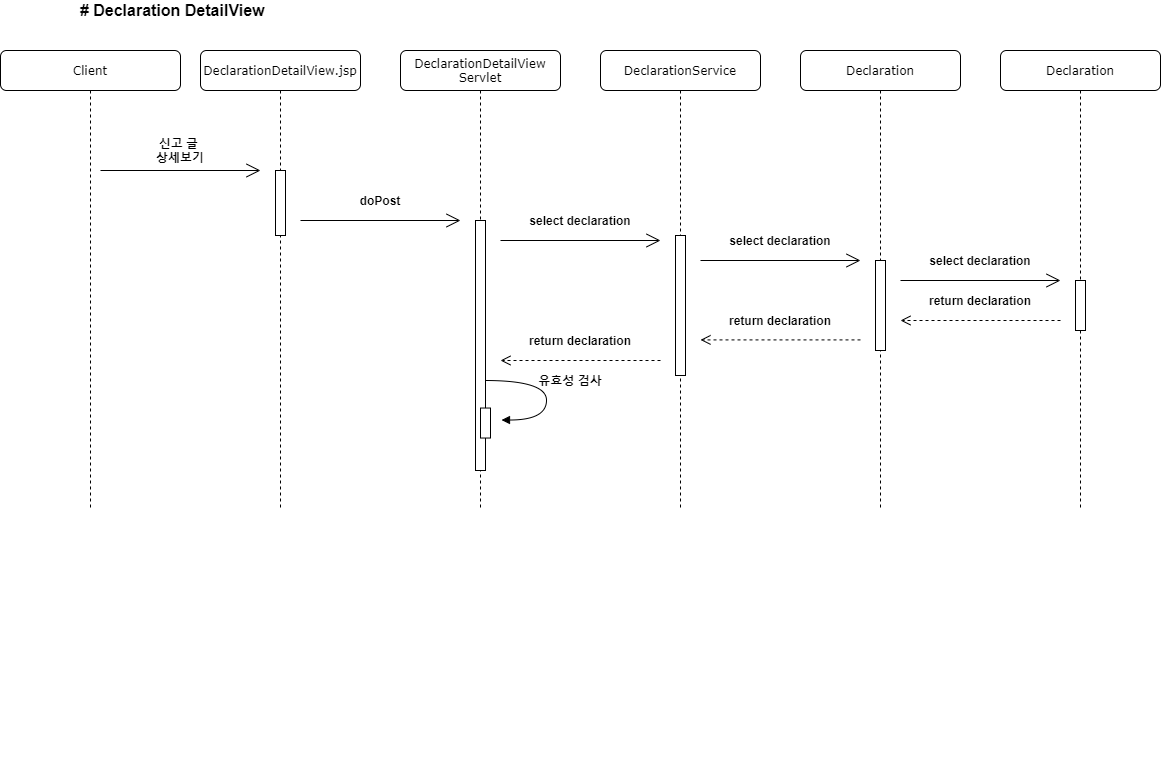 # Declaration DetailView
Client
DeclarationDetailView.jsp
DeclarationDetailView
Servlet
DeclarationService
Declaration
Declaration
신고 글
상세보기
doPost
select declaration
select declaration
select declaration
return declaration
return declaration
return declaration
유효성 검사